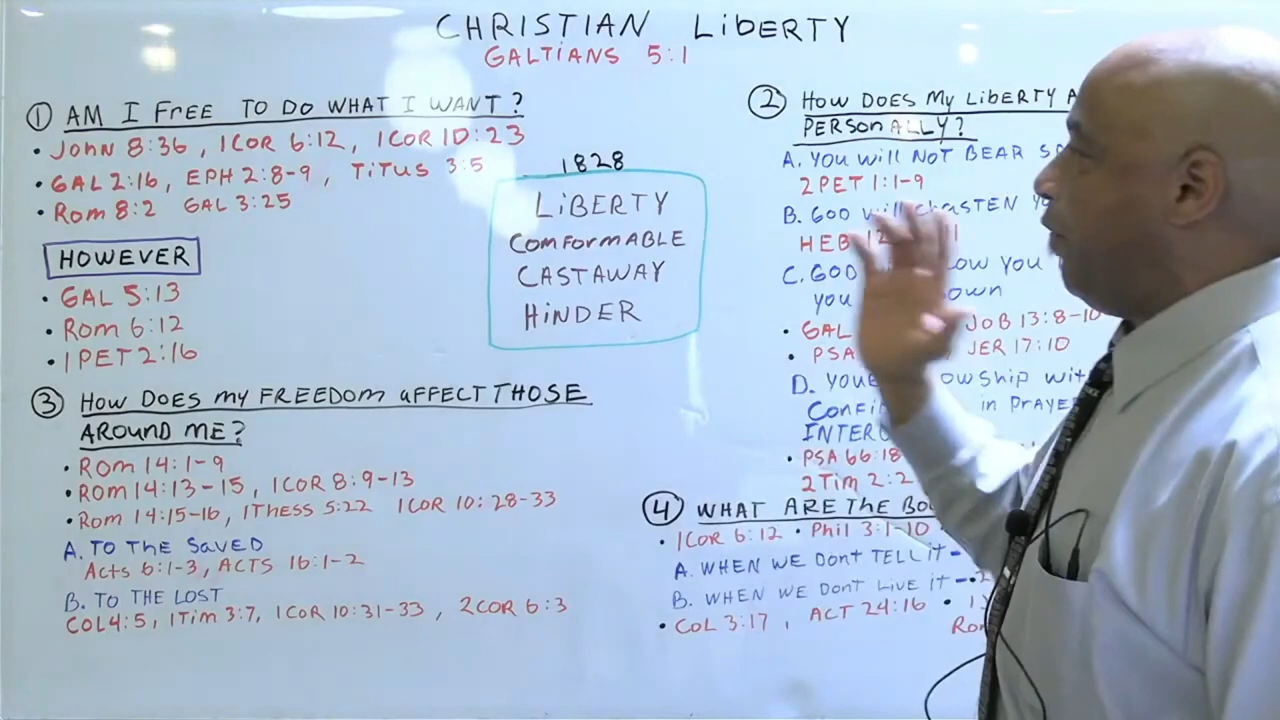 CHRISTIAN LiBERTY
GALTiANS 5:1
① AM I FREE TO DO WHAT I WANT?
• JOHN 8:36, 1COR 6:12, 1COR 10:23
• GAL 2:16, EPH 2:8-9, TiTUS 3:5
• Rom 8:2 GAL 3:25
HOWEVER
• GAL 5:13
• Rom 6:12
• 1PET 2:16
1828
LiBERTY
COMFORMABLE
CASTAWAY
HiNDER
③ HOW DOES MY FREEDOM AFFECT THOSE
AROUND ME?
• ROM 14:1-9
• Rom 14:13-15, 1COR 8:9-13
• Rom 14:15-16, 1THESS 5:22 1COR 10:28-33
A. TO THE SAVED
ACTS 6:1-3, ACTS 16:1-2
B. TO THE LOST
COL 4:5, 1Tim 3:7, 1COR 10:31-33, 2COR 6:3
② HOW DOES MY LiBERTY
PERSONALLY?
A. YOU Will NOT BEAR
2PET 1:1-9
B. GOD will chasTEN
HEB
C. GOD YOU
you
• GAL JOB 13:8-10
• PSA JER 17:10
D.
in PRAYER
• PSA 66:18
2Tim
④ WHAT ARE THE
• 1COR 6:12 • Phil 3:1-10
A. WHEN WE DONT TELL iT -
B. WHEN WE DONT LIVE iT -
• COL 3:17, ACT 24:16